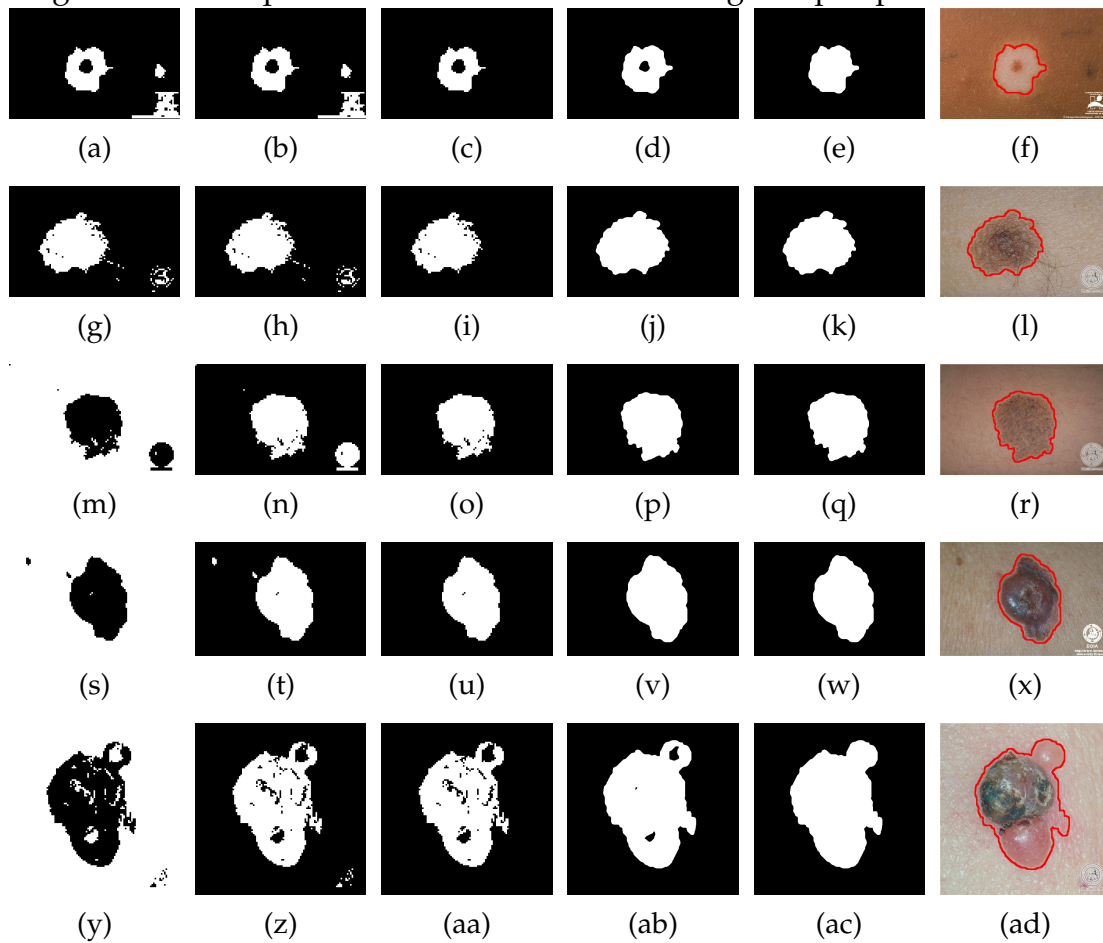 (a) (b) (c) (d) (e) (f)
(g) (h) (i) (j) (k) (l)
(m) (n) (o) (p) (q) (r)
(s) (t) (u) (v) (w) (x)
(y) (z) (aa) (ab) (ac) (ad)